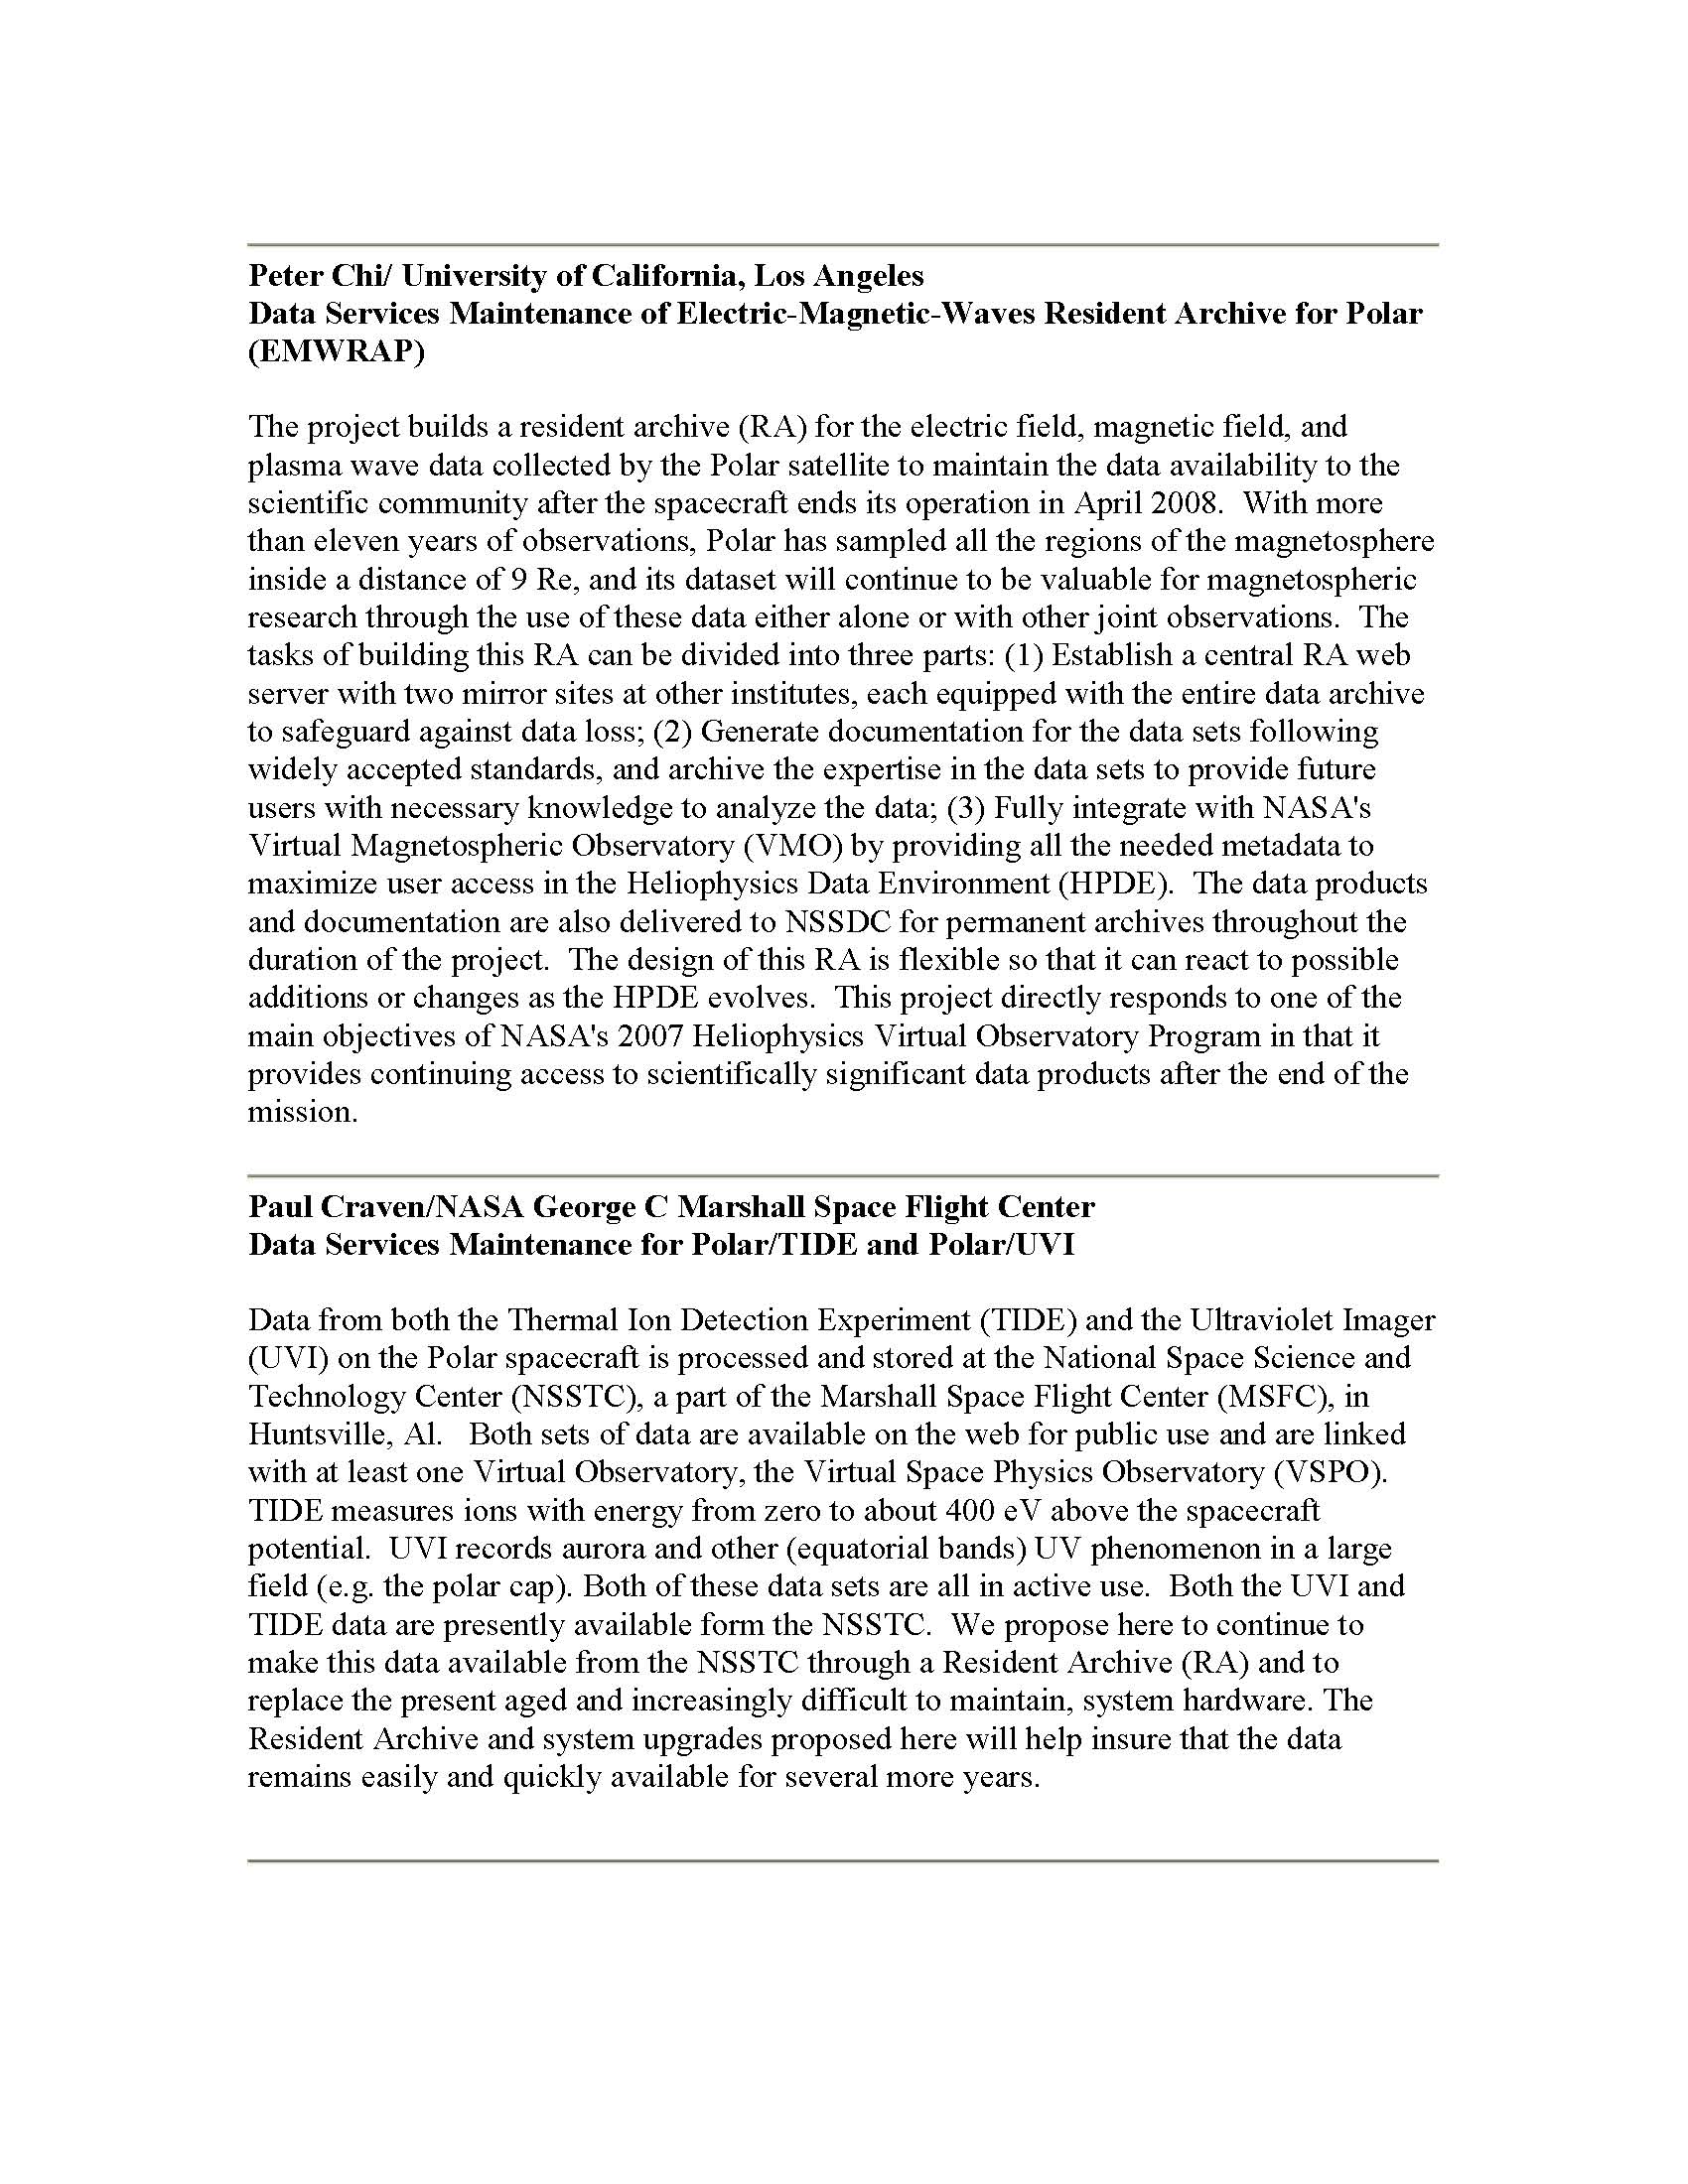 Peter Chi/ University of California, Los Angeles
Data Services Maintenance of Electric-Magnetic-Waves Resident Archive for Polar
(EMWRAP)
The project builds a resident archive (RA) for the electric field, magnetic field, and
plasma wave data collected by the Polar satellite to maintain the data availability to the
scientific community after the spacecraft ends its operation in April 2008.  With more
than eleven years of observations, Polar has sampled all the regions of the magnetosphere
inside a distance of 9 Re, and its dataset will continue to be valuable for magnetospheric
research through the use of these data either alone or with other joint observations.  The
tasks of building this RA can be divided into three parts: (1) Establish a central RA web
server with two mirror sites at other institutes, each equipped with the entire data archive
to safeguard against data loss; (2) Generate documentation for the data sets following
widely accepted standards, and archive the expertise in the data sets to provide future
users with necessary knowledge to analyze the data; (3) Fully integrate with NASA's
Virtual Magnetospheric Observatory (VMO) by providing all the needed metadata to
maximize user access in the Heliophysics Data Environment (HPDE).  The data products
and documentation are also delivered to NSSDC for permanent archives throughout the
duration of the project.  The design of this RA is flexible so that it can react to possible
additions or changes as the HPDE evolves.  This project directly responds to one of the
main objectives of NASA's 2007 Heliophysics Virtual Observatory Program in that it
provides continuing access to scientifically significant data products after the end of the
mission.
Paul Craven/NASA George C Marshall Space Flight Center
Data Services Maintenance for Polar/TIDE and Polar/UVI
Data from both the Thermal Ion Detection Experiment (TIDE) and the Ultraviolet Imager
(UVI) on the Polar spacecraft is processed and stored at the National Space Science and
Technology Center (NSSTC), a part of the Marshall Space Flight Center (MSFC), in
Huntsville, Al.   Both sets of data are available on the web for public use and are linked
with at least one Virtual Observatory, the Virtual Space Physics Observatory (VSPO).
TIDE measures ions with energy from zero to about 400 eV above the spacecraft
potential.  UVI records aurora and other (equatorial bands) UV phenomenon in a large
field (e.g. the polar cap). Both of these data sets are all in active use.  Both the UVI and
TIDE data are presently available form the NSSTC.  We propose here to continue to
make this data available from the NSSTC through a Resident Archive (RA) and to
replace the present aged and increasingly difficult to maintain, system hardware. The
Resident Archive and system upgrades proposed here will help insure that the data
remains easily and quickly available for several more years.